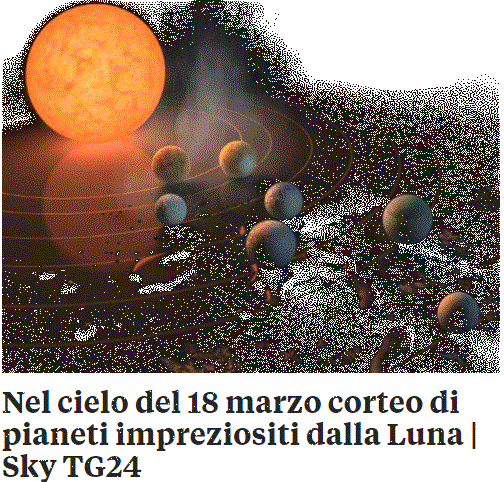 Nel cielo del 18 marzo corteo di
pianeti impreziositi dalla Luna |
Sky TG24